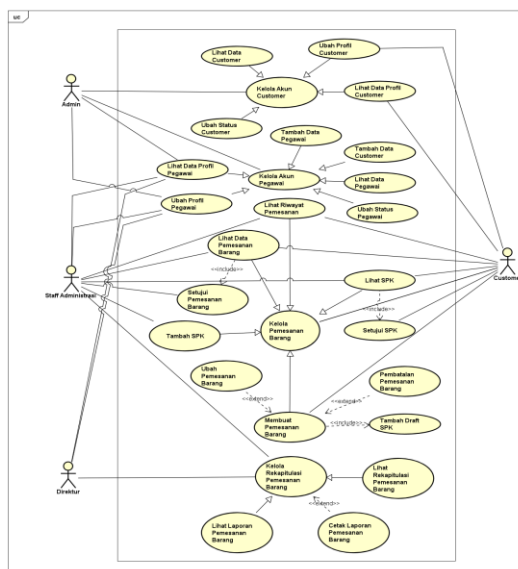 uc
Lihat Data
Customer
Ubah Profil
Customer
Kelola Akun
Customer
Lihat Data Profil
Customer
Admin
Ubah Status
Customer
Tambah Data
Pegawai
Tambah Data
Customer
Lihat Data Profil
Pegawai
Kelola Akun
Pegawai
Lihat Data
Pegawai
Ubah Profil
Pegawai
Lihat Riwayat
Pemesanan
Ubah Status
Pegawai
Lihat Data
Pemesanan
Barang
<<include>>
Lihat SPK
Customer
Staff Administrasi
Setujui
Pemesanan
Barang
<<include>>
Tambah SPK
Kelola
Pemesanan
Barang
Setujui SPK
Ubah
Pemesanan
Barang
Pembatalan
Pemesanan
Barang
<<extend>>
<<extend>>
Membuat
Pemesanan
Barang
<<include>>
Tambah Draft
SPK
Direktur
Kelola
Rekapitulasi
Pemesanan
Barang
Lihat
Rekapitulasi
Pemesanan
Barang
<<extend>>
Lihat Laporan
Pemesanan
Barang
Cetak Laporan
Pemesanan
Barang